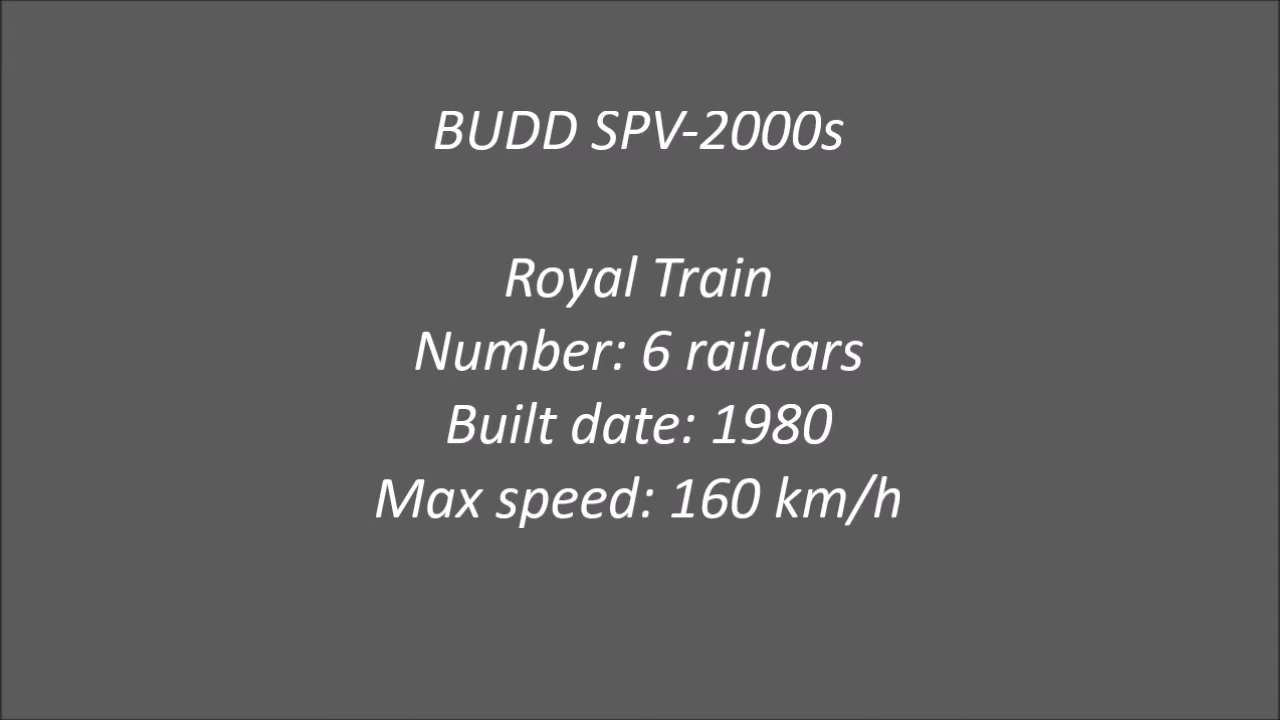 BUDD SPV-2000s
Royal Train
Number: 6 railcars
Built date: 1980
Max speed: 160 km/h